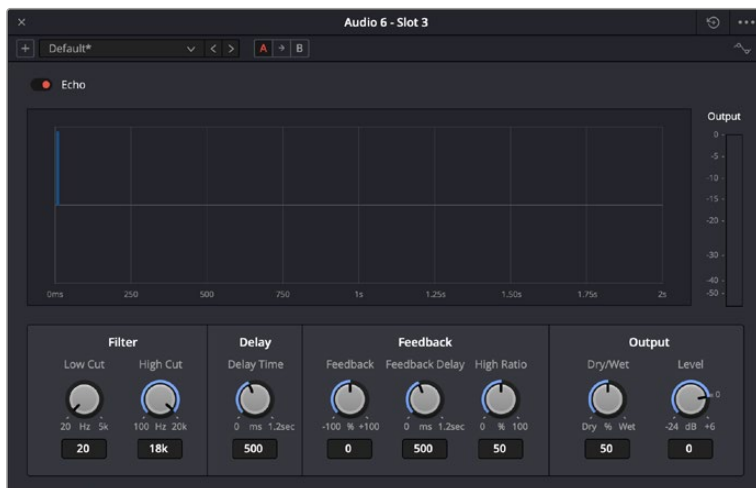 Audio 6 - Slot 3
Default*
A
B
Echo
Output
0
-5
-10
-15
-20
-30
-40
-50
0ms 250 500 750 1s 1.25s 1.50s 1.75s 2s
Filter Delay Feedback Output
Low Cut High Cut Delay Time Feedback Feedback Delay High Ratio Dry/Wet Level
0
20 Hz 5k 100 Hz 20k 0 ms 1.2sec -100 % +100 0 ms 1.2sec 0 % 100 Dry % Wet -24 dB +6
20 18k 500 0 500 50 50 0